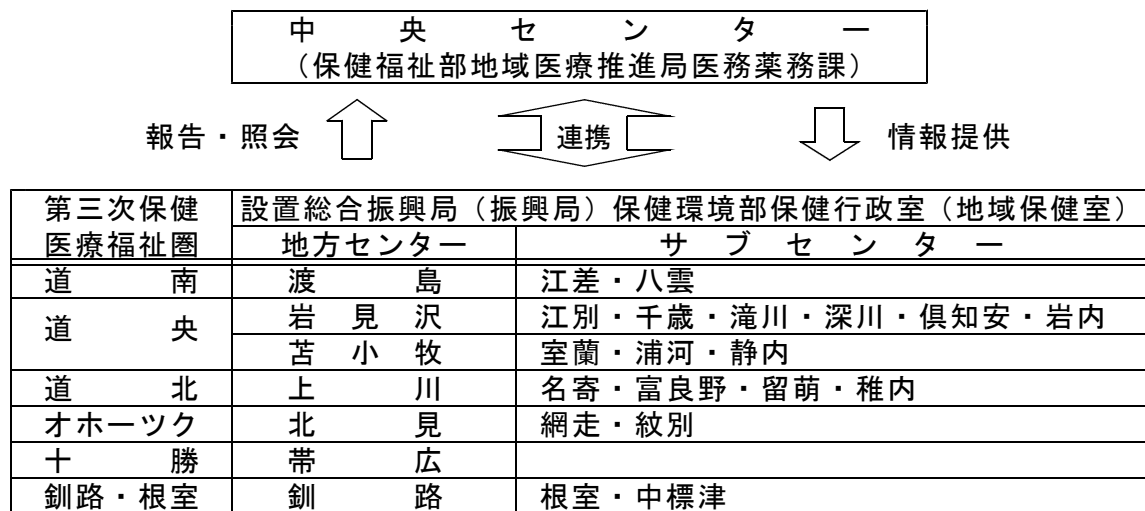 中央センター
（保健福祉部地域医療推進局医務薬務課）
報告・照会 連携 情報提供
第三次保健医療福祉圏 設置総合振興局（振興局）保健環境部保健行政室（地域保健室）
地方センター サブセンター
道南 渡島 江差・八雲
道央 岩見沢 江別・千歳・滝川・深川・倶知安・岩内
苫小牧 室蘭・浦河・静内
道北 上川 名寄・富良野・留萌・稚内
オホーツク 北見 網走・紋別
十勝 帯広
釧路・根室 釧路 根室・中標津